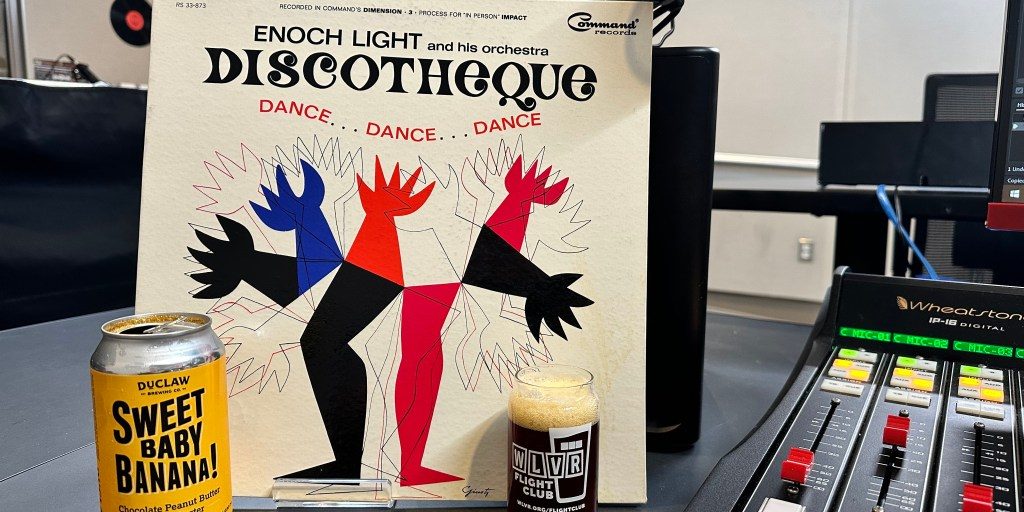 RS 33-873
RECORDED IN COMMAND'S DIMENSION · 3 · PROCESS FOR "IN PERSON" IMPACT
Command
records
ENOCH LIGHT and his orchestra
DISCOTHEQUE
DANCE... DANCE... DANCE
DUCLAW
BREWING CO.
SWEET
BABY
BANANA!
Chocolate Peanut Butter
WLVR
FLIGHT
CLUB
WLVR.ORG/FLIGHTCLUB
WHEATSTON
IP-16 DIGITAL
C MIC-01
C MIC-02
C MIC-03